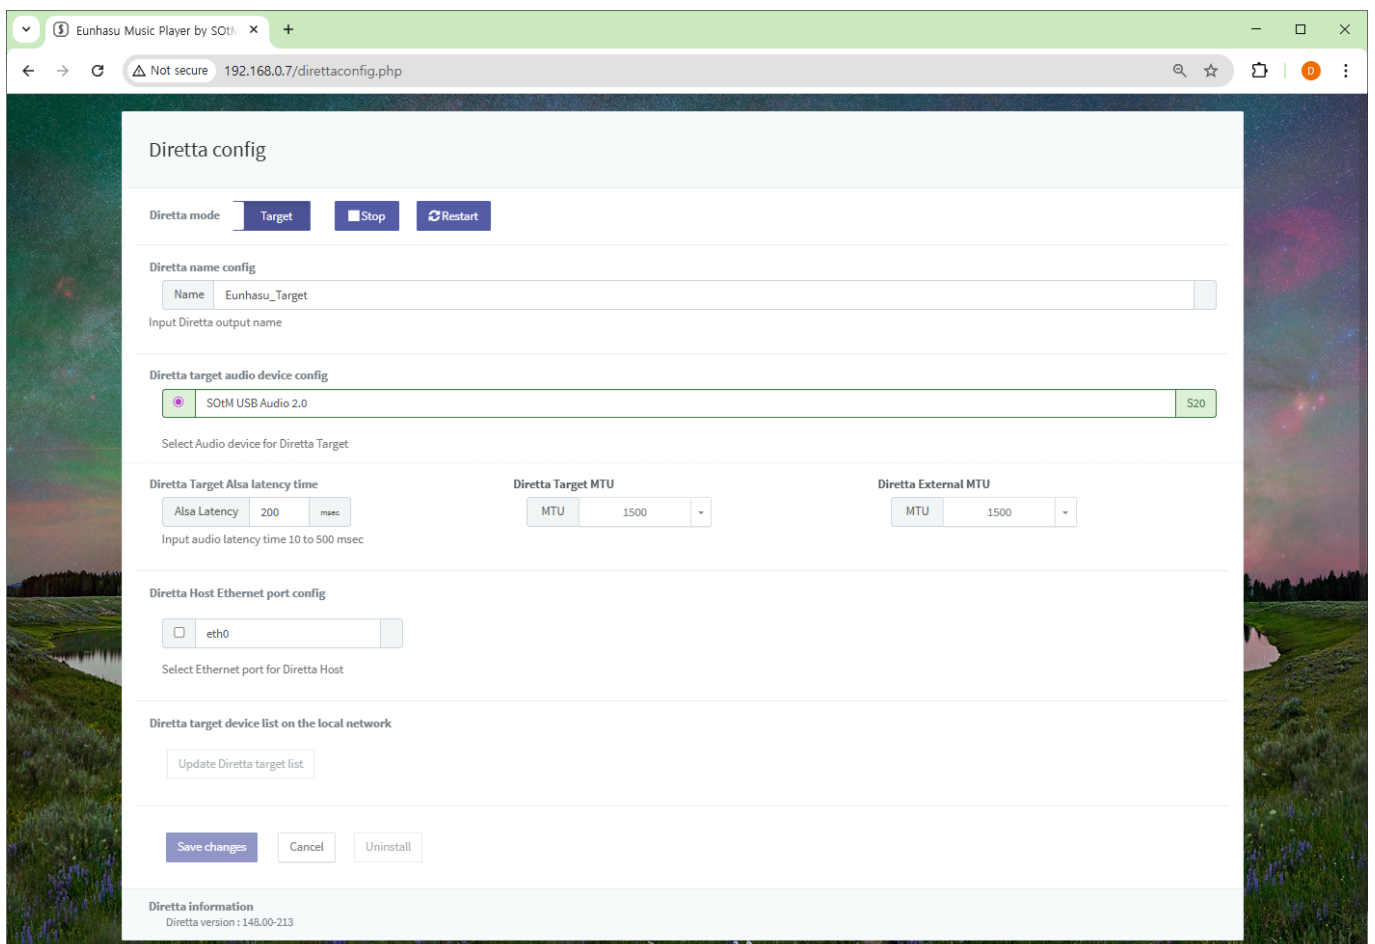 Eunhasu Music Player by SOtM
Not secure 192.168.0.7/direttaconfig.php
D
Diretta config
Diretta mode Target Stop Restart
Diretta name config
Name Eunhasu_Target
Input Diretta output name
Diretta target audio device config
SOtM USB Audio 2.0 S20
Select Audio device for Diretta Target
Diretta Target Alsa latency time Diretta Target MTU Diretta External MTU
Alsa Latency 200 msec MTU 1500 MTU 1500
Input audio latency time 10 to 500 msec
Diretta Host Ethernet port config
eth0
Select Ethernet port for Diretta Host
Diretta target device list on the local network
Update Diretta target list
Save changes Cancel Uninstall
Diretta information
Diretta version : 148.00-213